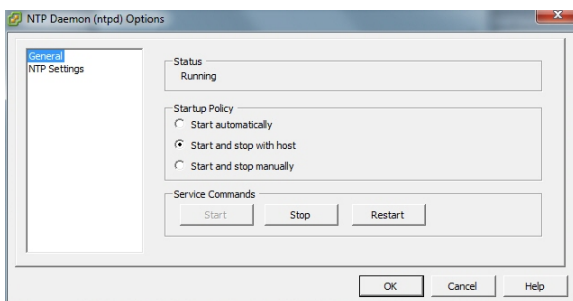 NTP Daemon (ntpd) Options
General
NTP Settings
Status
Running
Startup Policy
Start automatically
Start and stop with host
Start and stop manually
Service Commands
Start Stop Restart
OK Cancel Help